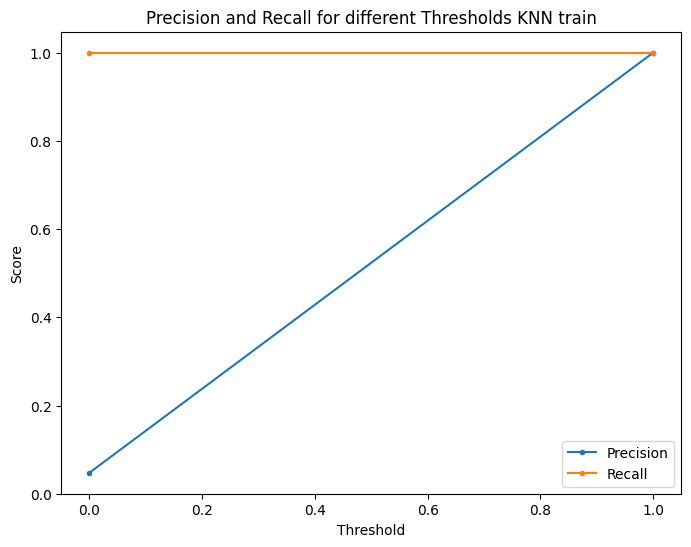 Precision and Recall for different Thresholds KNN train
1.0
0.8
0.6
0.4
0.2
0.0
Score
0.0 0.2 0.4 0.6 0.8 1.0
Threshold
Precision
Recall